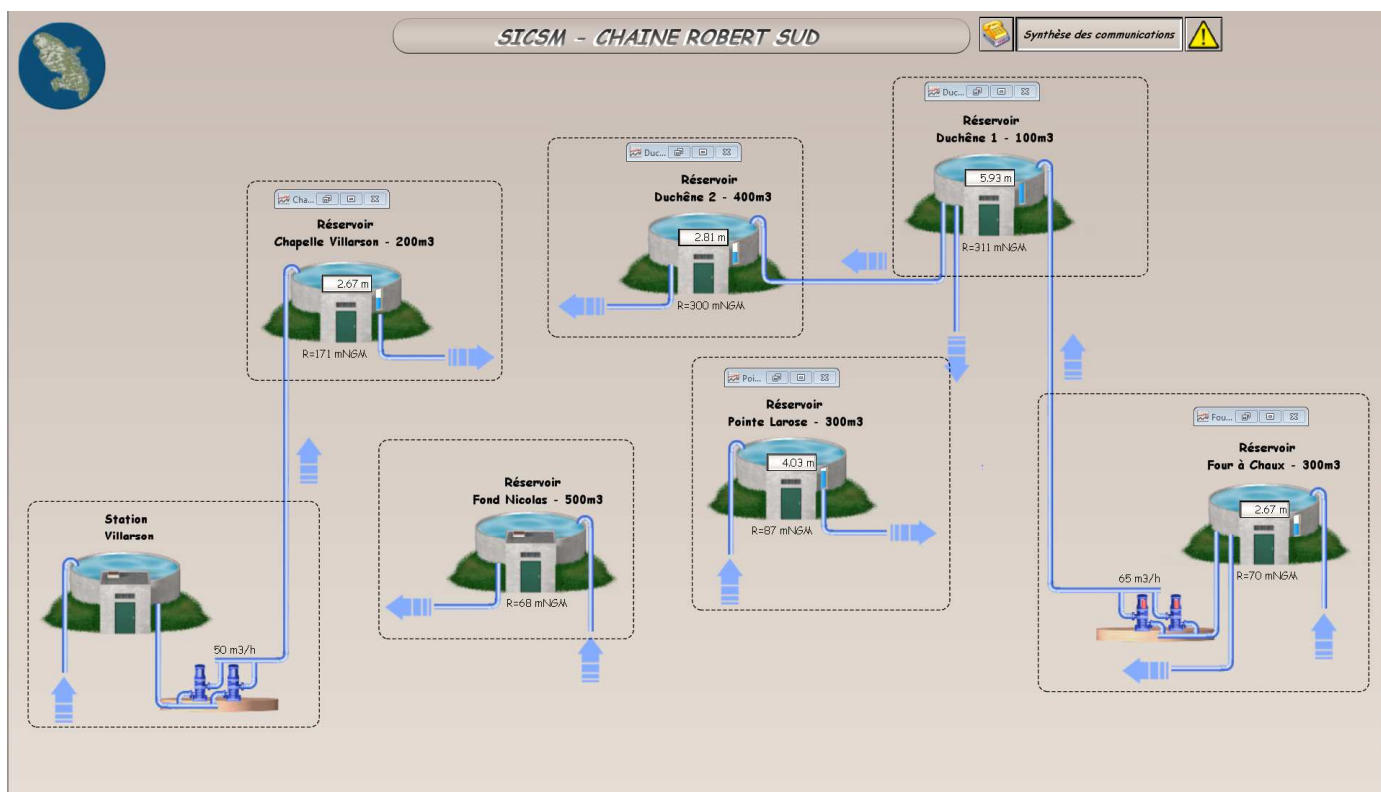 SICSM - CHAINE ROBERT SUD
Synthèse des communications
Duc...
Réservoir
Duchêne 1 - 100m3
5.93 m
R=311 mNGM
Duc...
Réservoir
Duchêne 2 - 400m3
2.81 m
R=300 mNGM
Cha...
Réservoir
Chapelle Villarson - 200m3
2.67 m
R=171 mNGM
Poi...
Réservoir
Pointe Larose - 300m3
4.03 m
R=87 mNGM
Fou...
Réservoir
Four à Chaux - 300m3
2.67 m
R=70 mNGM
65 m3/h
Réservoir
Fond Nicolas - 500m3
R=68 mNGM
Station
Villarson
50 m3/h